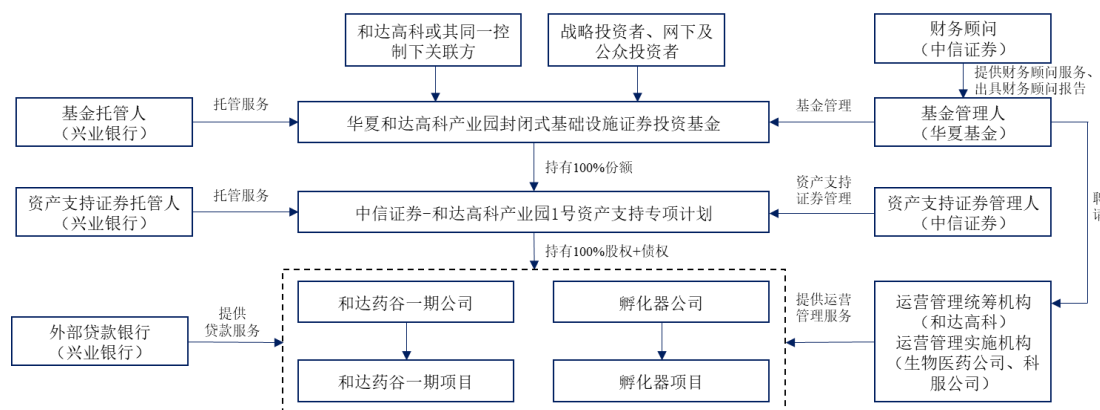 和达高科或其同一控
制下关联方
战略投资者、网下及
公众投资者
财务顾问
(中信证券)
提供财务顾问服务、
出具财务顾问报告
基金托管人
(兴业银行)
托管服务
华夏和达高科产业园封闭式基础设施证券投资基金
基金管理
基金管理人
(华夏基金)
持有100%份额
资产支持证券托管人
(兴业银行)
托管服务
中信证券-和达高科产业园1号资产支持专项计划
资产支持
证券管理
资产支持证券管理人
(中信证券)
聘
请
持有100%股权+债权
外部贷款银行
(兴业银行)
提供
贷款服务
和达药谷一期公司
孵化器公司
和达药谷一期项目
孵化器项目
提供运营
管理服务
运营管理统筹机构
(和达高科)
运营管理实施机构
(生物医药公司、科
服公司)